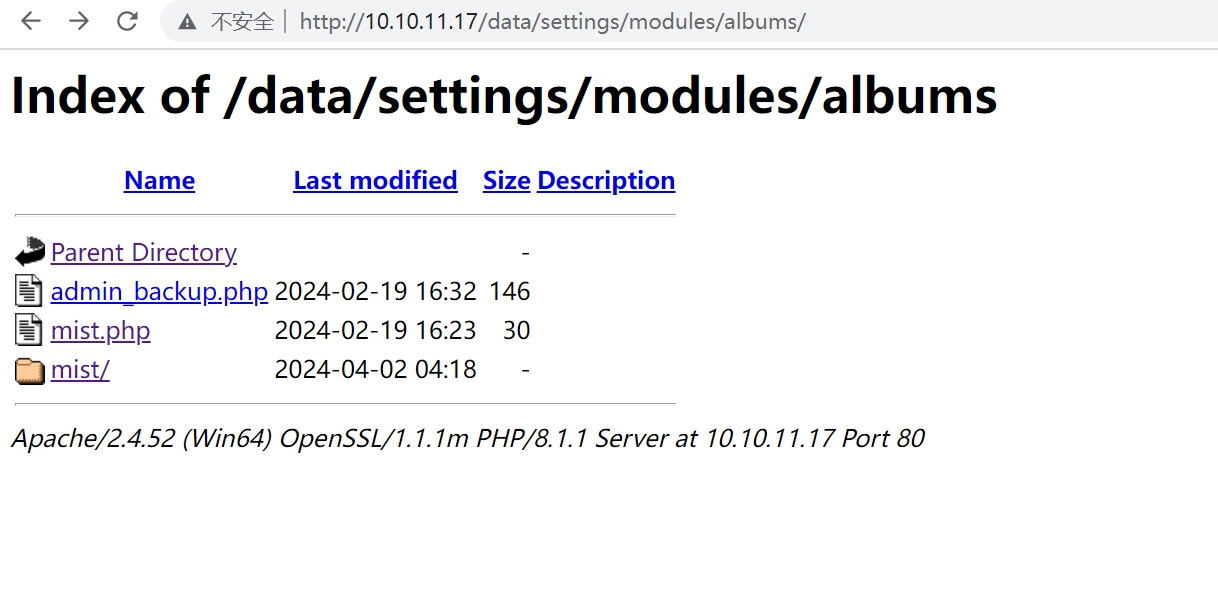 不安全 http://10.10.11.17/data/settings/modules/albums/
Index of /data/settings/modules/albums
Name Last modified Size Description
Parent Directory -
admin_backup.php 2024-02-19 16:32 146
mist.php 2024-02-19 16:23 30
mist/ 2024-04-02 04:18 -
Apache/2.4.52 (Win64) OpenSSL/1.1.1m PHP/8.1.1 Server at 10.10.11.17 Port 80